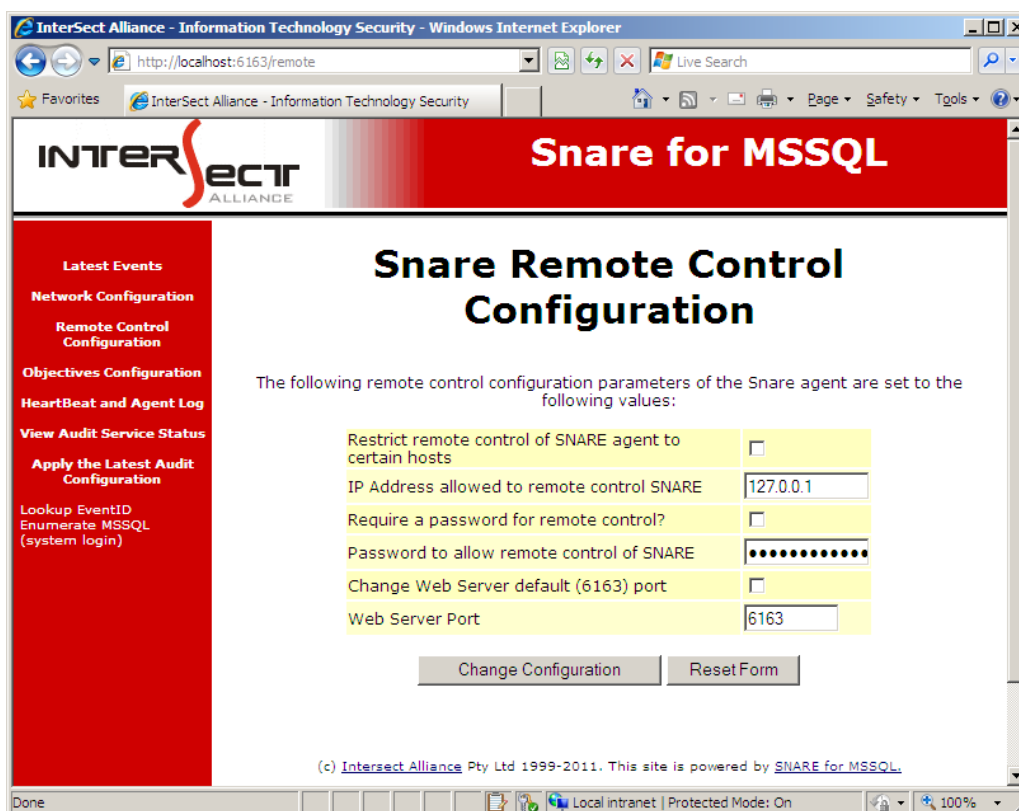 InterSect Alliance - Information Technology Security - Windows Internet Explorer
http://localhost:6163/remote
Live Search
Favorites
InterSect Alliance - Information Technology Security
Page
Safety
Tools
INTERSECT
ALLIANCE
Snare for MSSQL
Latest Events
Network Configuration
Remote Control
Configuration
Objectives Configuration
HeartBeat and Agent Log
View Audit Service Status
Apply the Latest Audit
Configuration
Lookup EventID
Enumerate MSSQL
(system login)
Snare Remote Control
Configuration
The following remote control configuration parameters of the Snare agent are set to the
following values:
Restrict remote control of SNARE agent to
certain hosts
IP Address allowed to remote control SNARE
127.0.0.1
Require a password for remote control?
Password to allow remote control of SNARE
••••••••••••
Change Web Server default (6163) port
Web Server Port
6163
Change Configuration
Reset Form
(c) Intersect Alliance Pty Ltd 1999-2011. This site is powered by SNARE for MSSQL.
Done
Local intranet | Protected Mode: On
100%